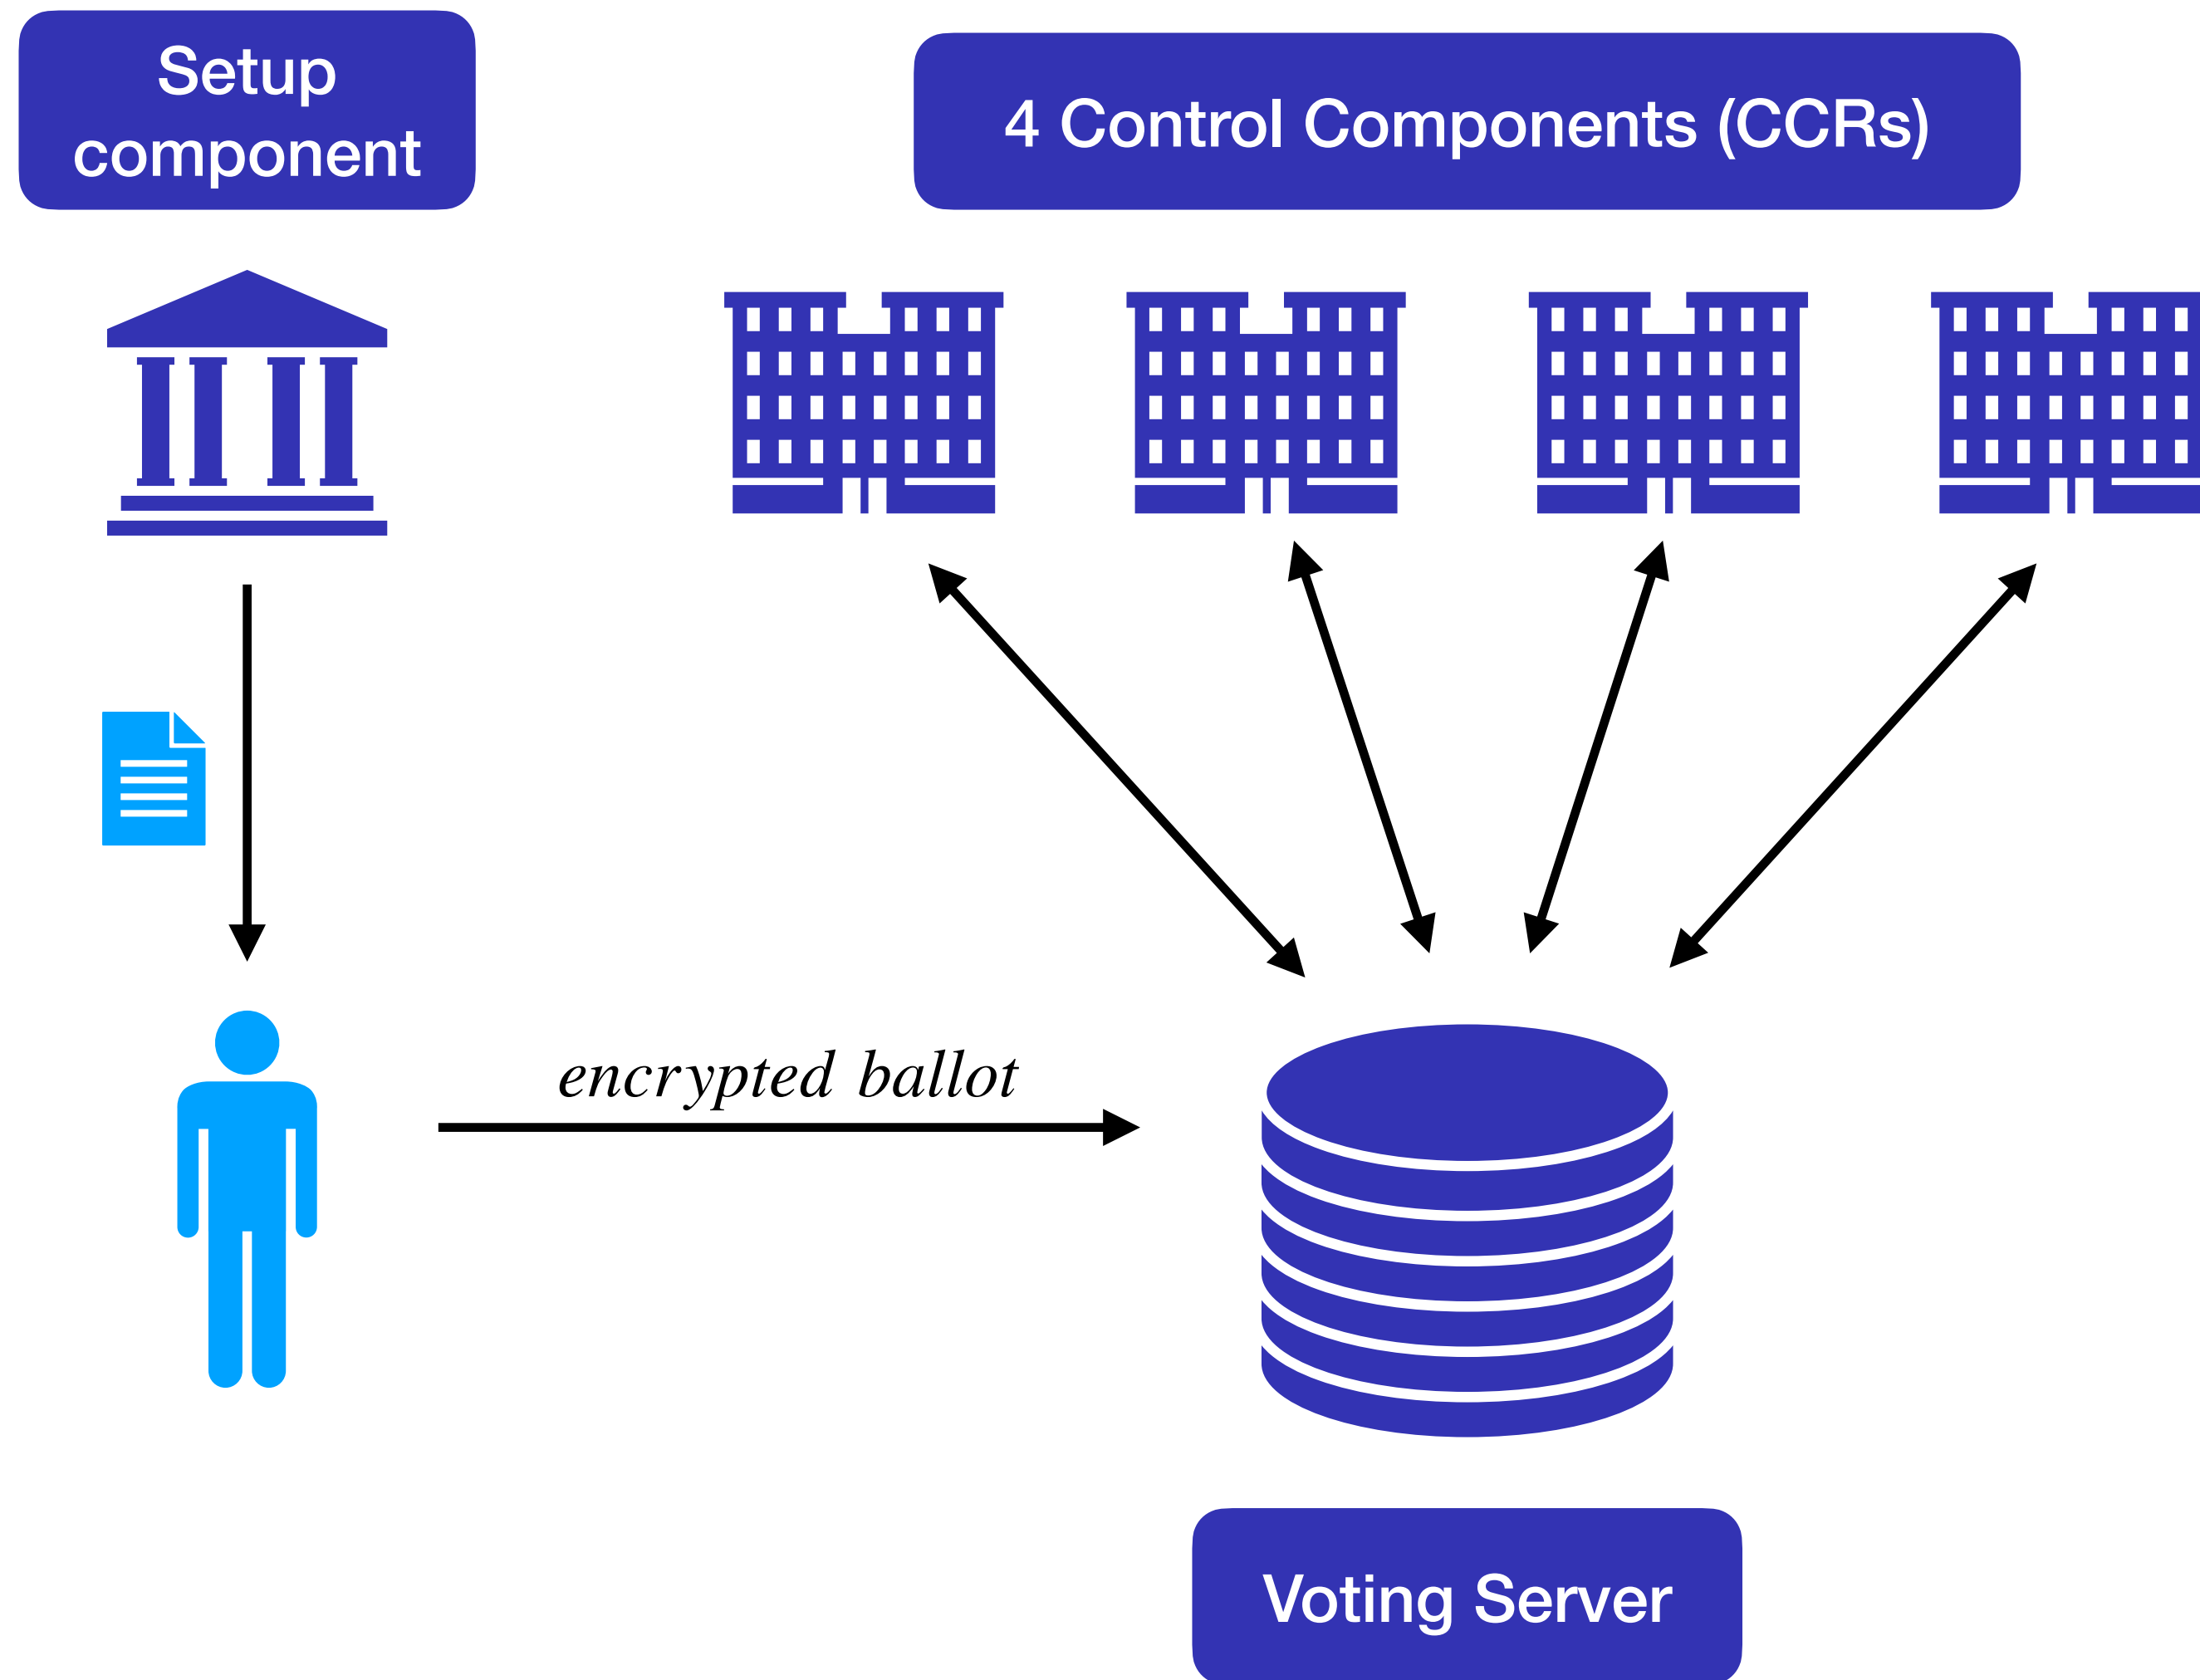 Setup
component
4 Control Components (CCRs)
encrypted ballot
Voting Server